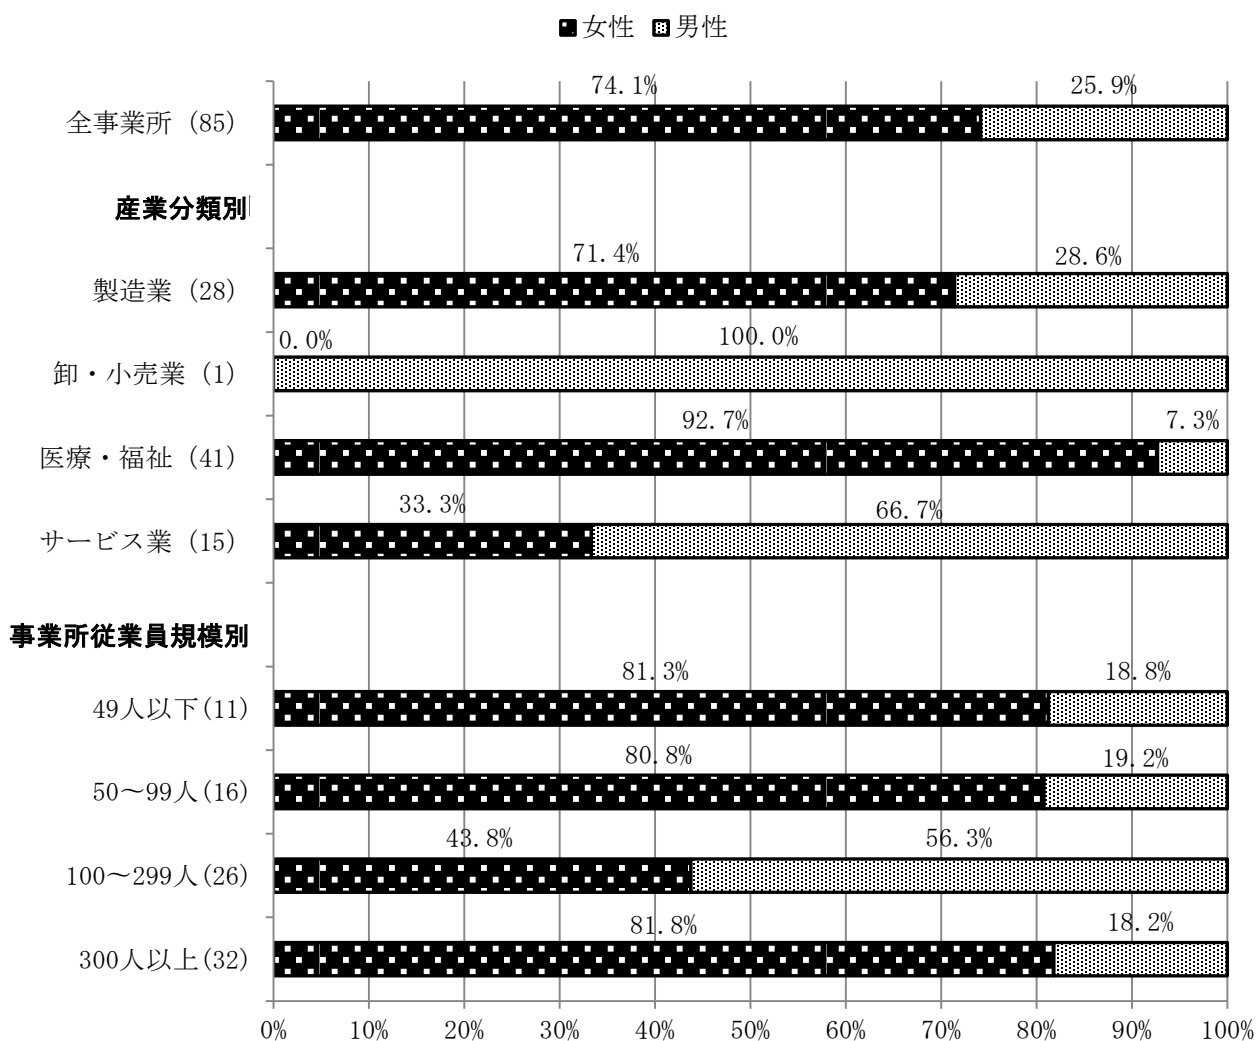 女性 男性
74.1% 25.9%
全事業所 (85)
産業分類別
71.4% 28.6%
製造業 (28)
0.0% 100.0%
卸・小売業 (1)
92.7% 7.3%
医療・福祉 (41)
33.3% 66.7%
サービス業 (15)
事業所従業員規模別
81.3% 18.8%
49人以下(11)
80.8% 19.2%
50～99人(16)
43.8% 56.3%
100～299人(26)
81.8% 18.2%
300人以上(32)
0% 10% 20% 30% 40% 50% 60% 70% 80% 90% 100%